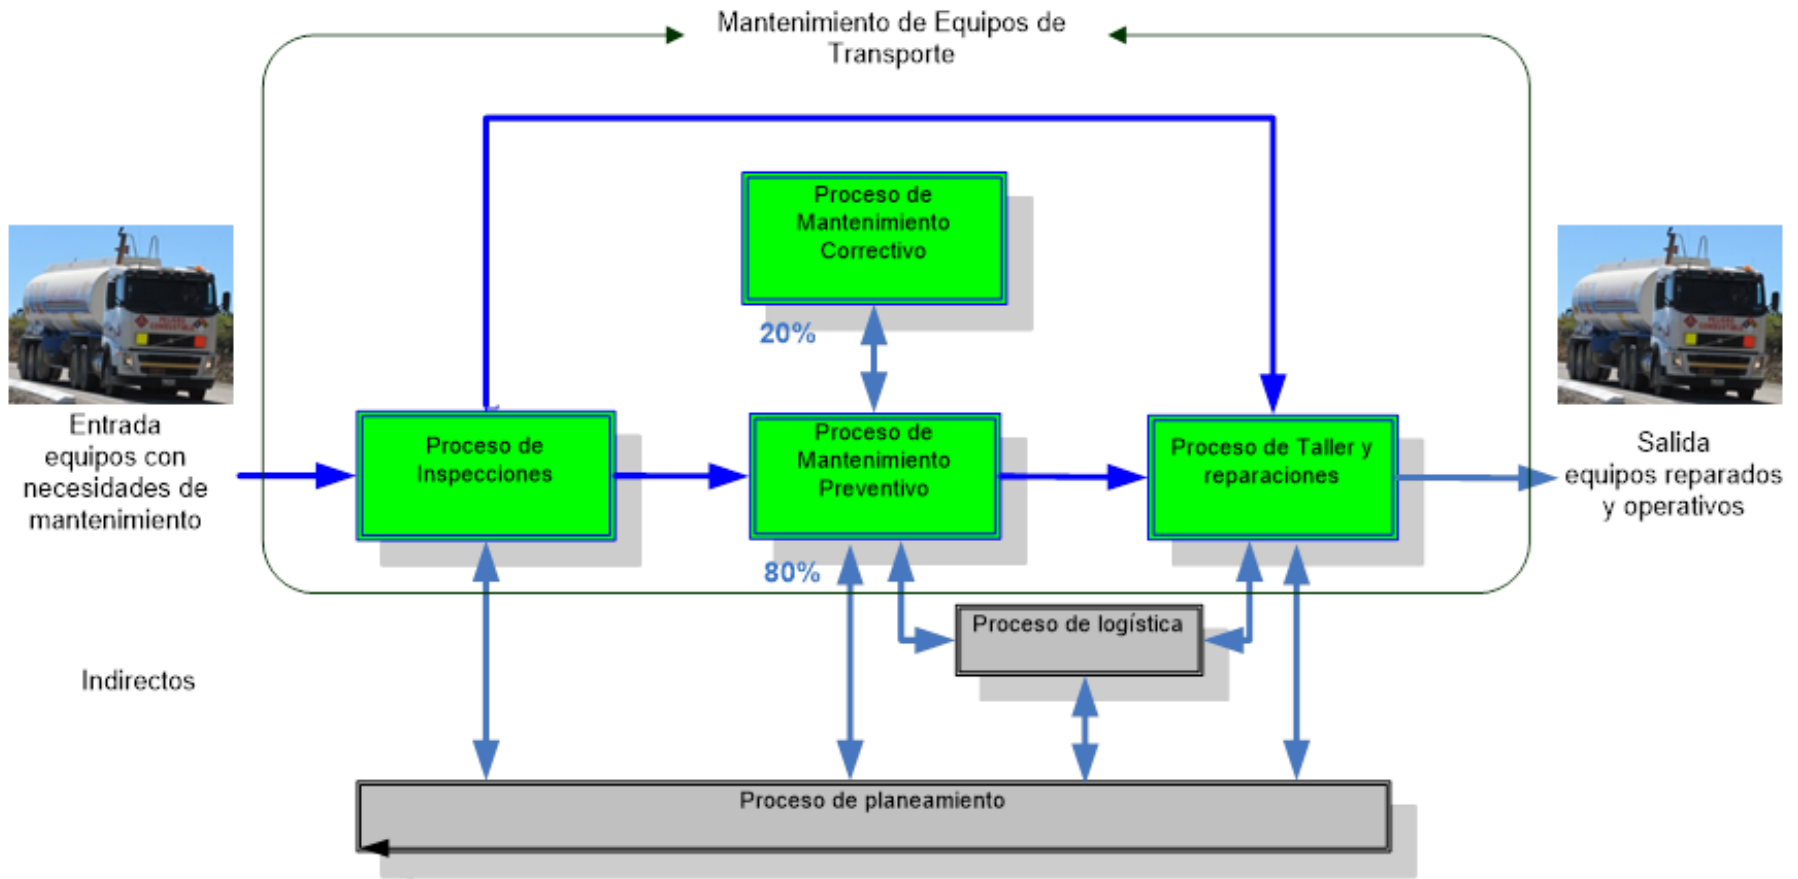 Mantenimiento de Equipos de
Transporte
Proceso de
Mantenimiento
Correctivo
20%
Entrada
equipos con
necesidades de
mantenimiento
Proceso de
Inspecciones
Proceso de
Mantenimiento
Preventivo
80%
Proceso de Taller y
reparaciones
Salida
equipos reparados
y operativos
Proceso de logística
Indirectos
Proceso de planeamiento